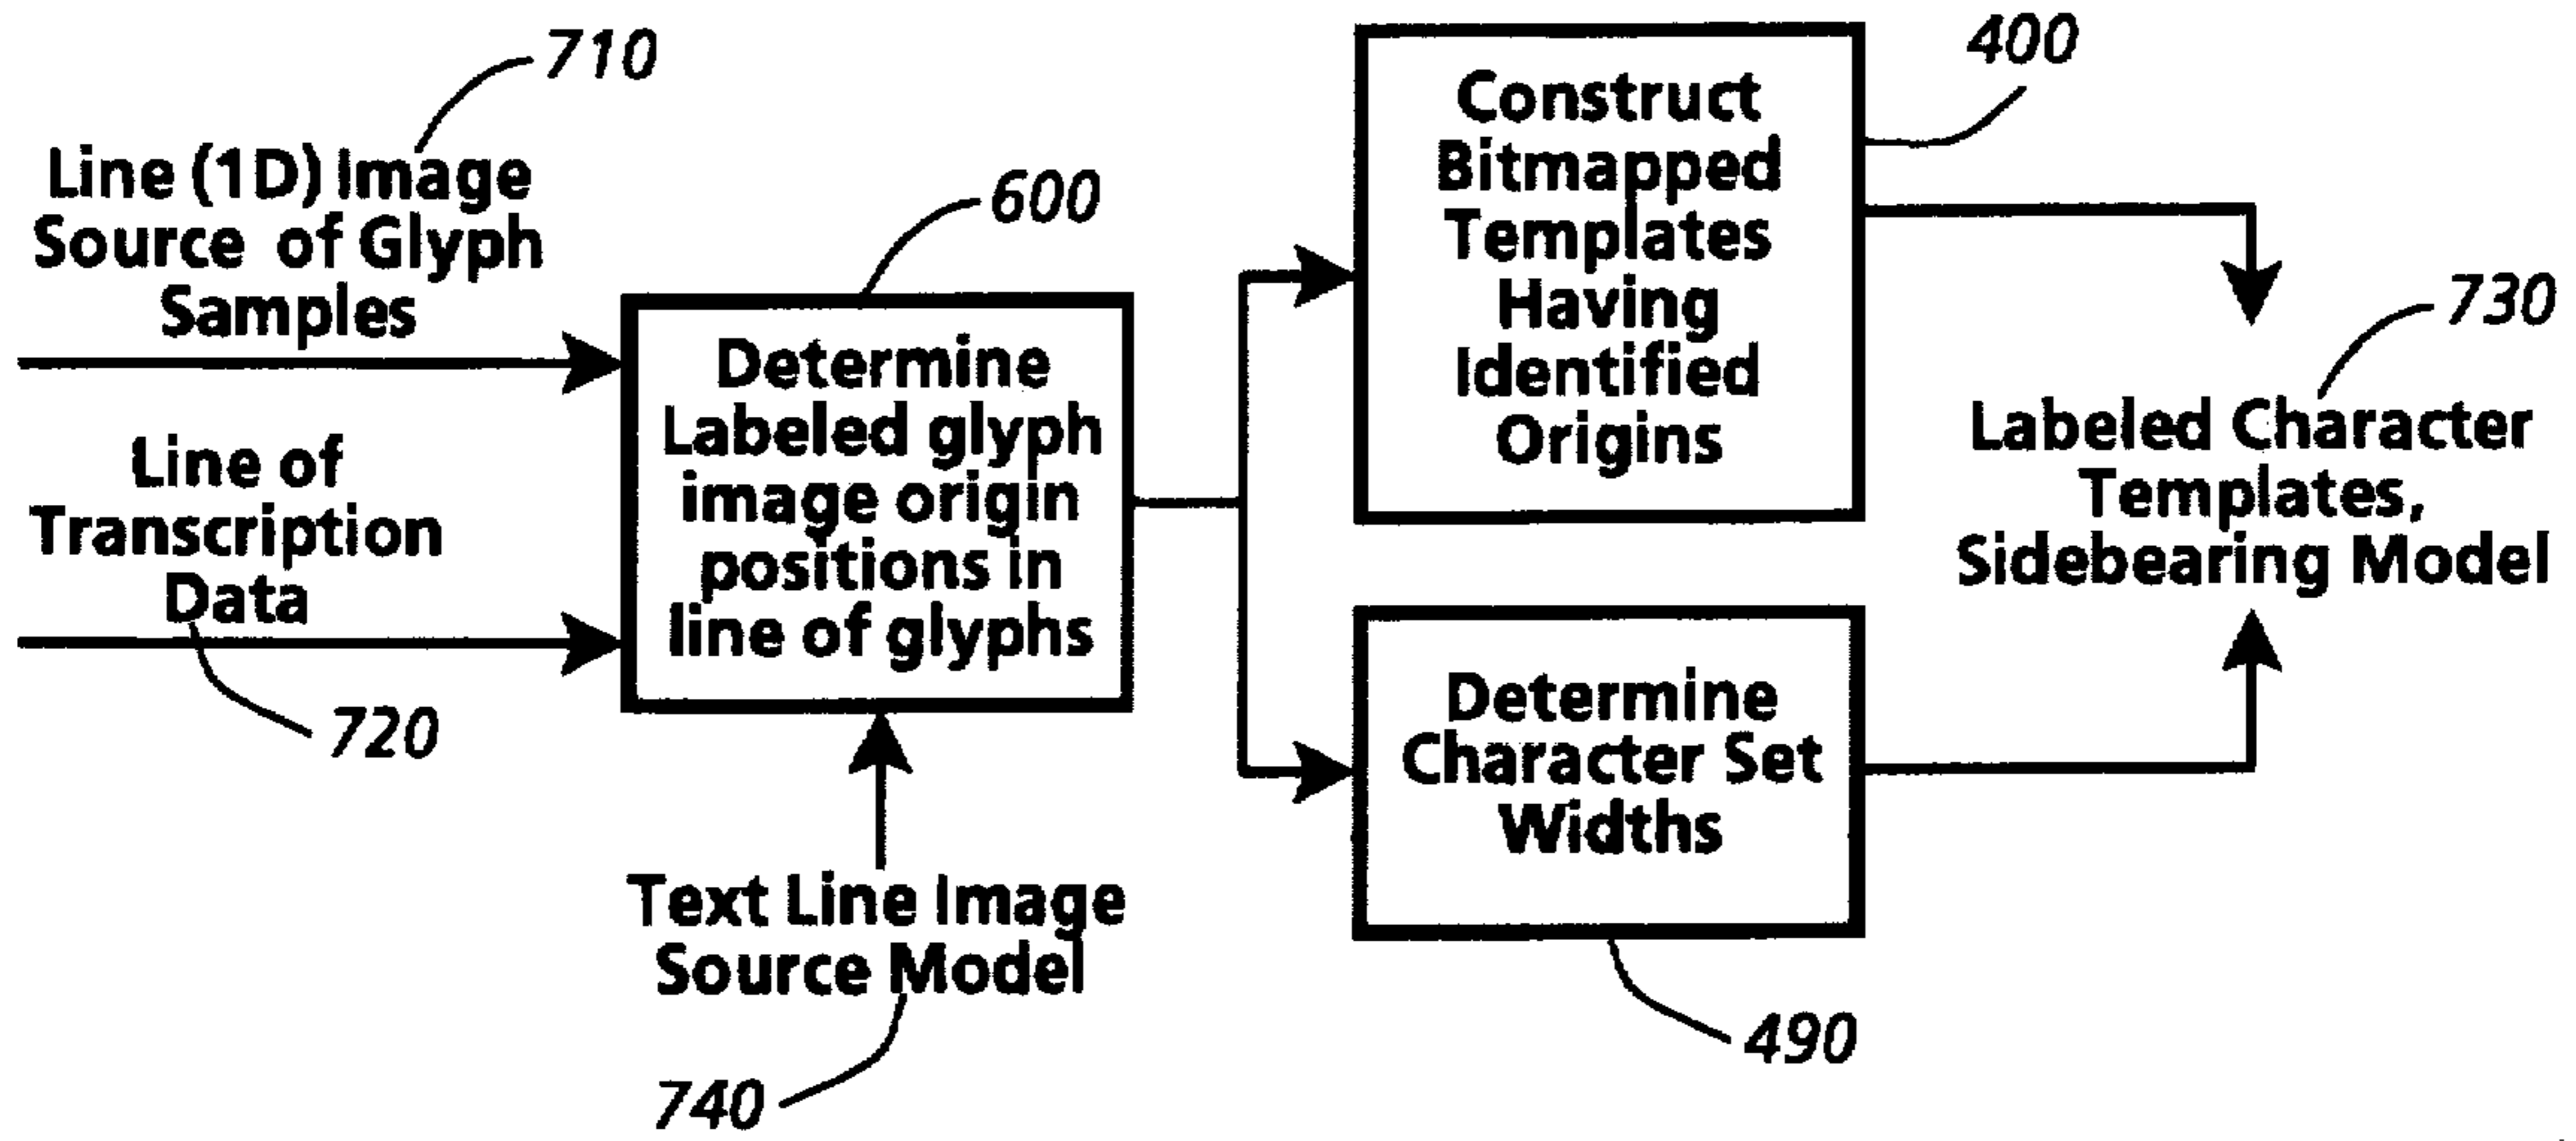 710
Line (1D) Image
Source of Glyph
Samples
Line of
Transcription
Data
720
600
Determine
Labeled glyph
image origin
positions in
line of glyphs
Text Line Image
Source Model
740
Construct
Bitmapped
Templates
Having
Identified
Origins
400
Determine
Character Set
Widths
490
730
Labeled Character
Templates,
Sidebearing Model